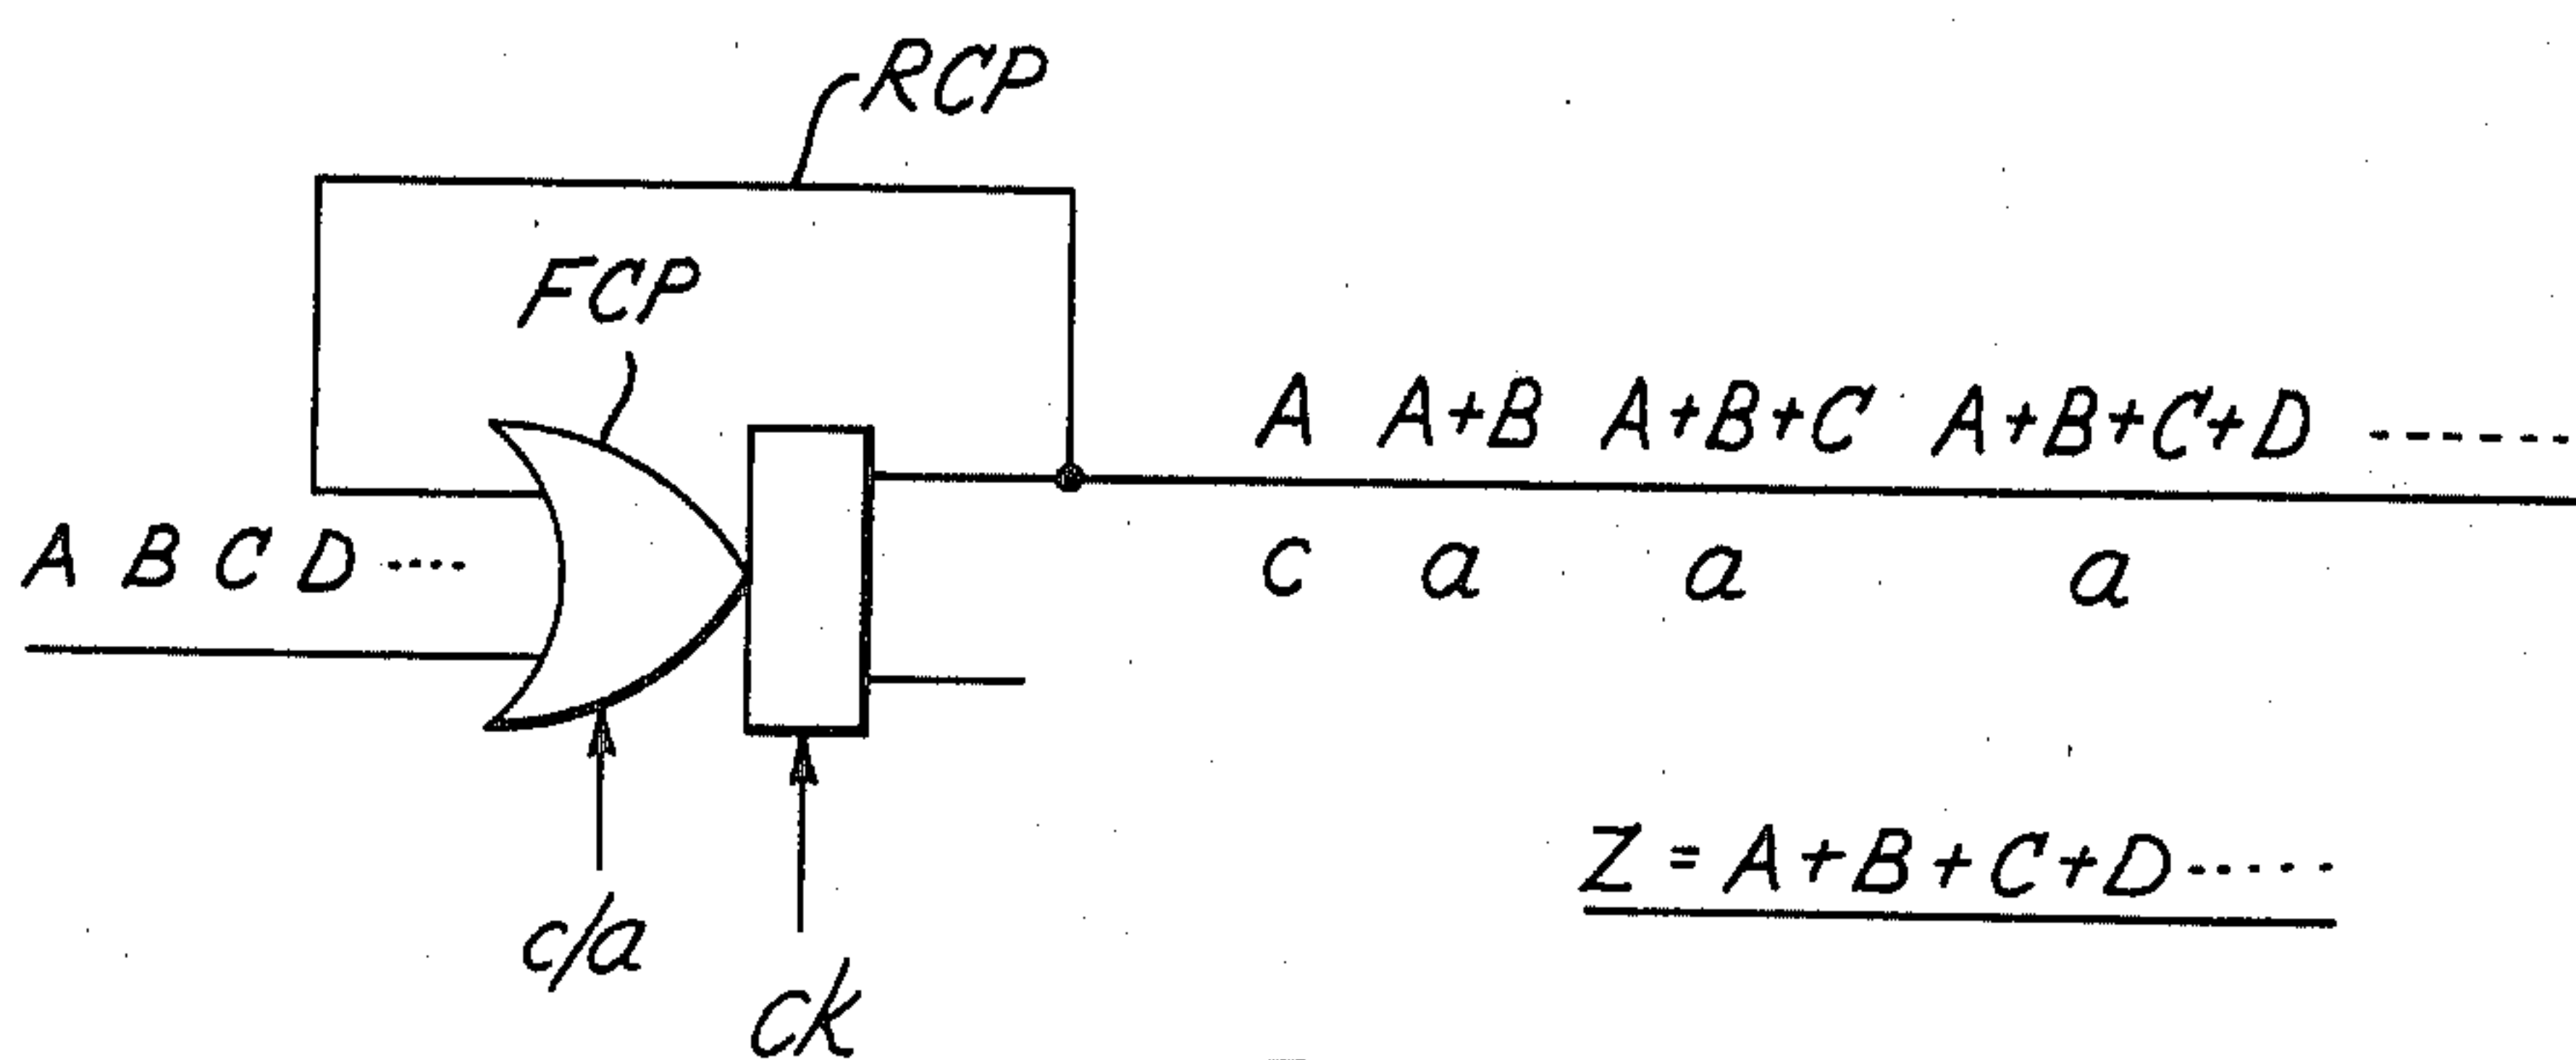 RCP
FCP
A A+B A+B+C A+B+C+D ------
A B C D ....
c a a a
Z = A + B + C + D .....
c/a
ck